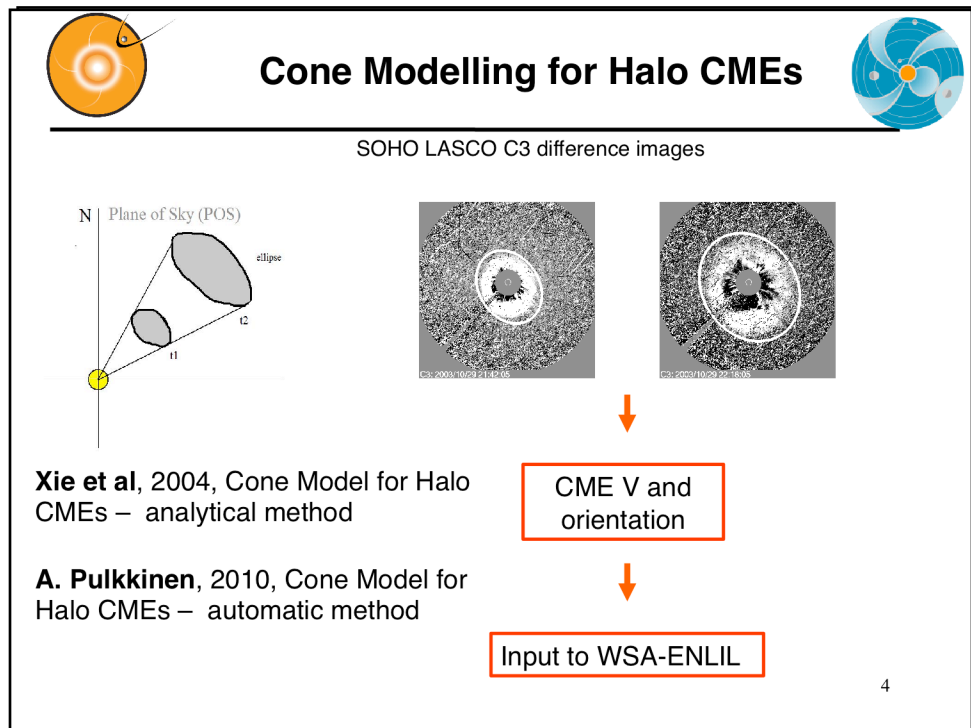 Cone Modelling for Halo CMEs
SOHO LASCO C3 difference images
N
Plane of Sky (POS)
ellipse
t2
t1
C3: 2003/10/29 21:42:05
C3: 2003/10/29 22:18:05
Xie et al, 2004, Cone Model for Halo
CMEs – analytical method
A. Pulkkinen, 2010, Cone Model for
Halo CMEs – automatic method
CME V and
orientation
Input to WSA-ENLIL
4